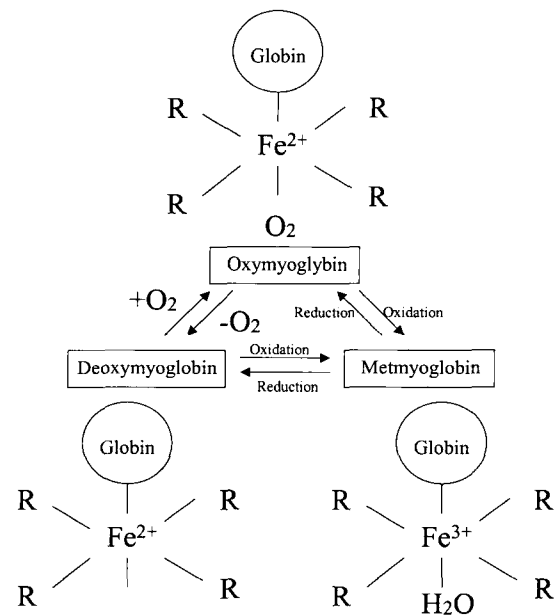 Globin
R R
Fe2+
R R
O2
Oxymyoglybin
+O2 -O2 Reduction Oxidation
Deoxymyoglobin Oxidation Metmyoglobin
Reduction
Globin Globin
R R R R
Fe2+ Fe3+
R R R R
H2O